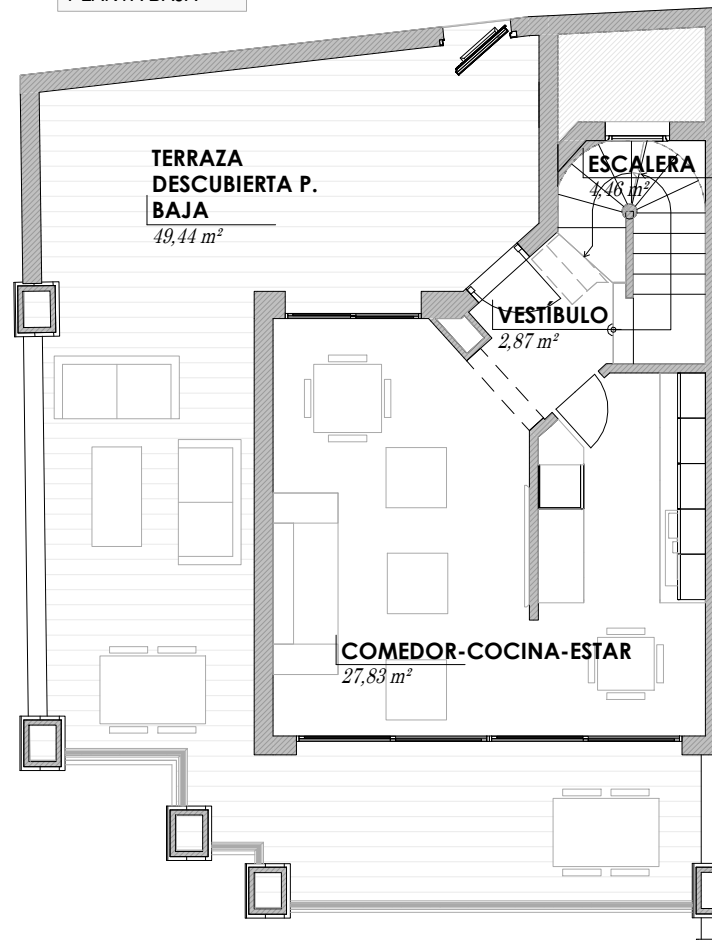 TERRAZA
DESCUBIERTA P.
BAJA
49,44 m²
ESCALERA
4,46 m²
VESTÍBULO
2,87 m²
COMEDOR-COCINA-ESTAR
27,83 m²